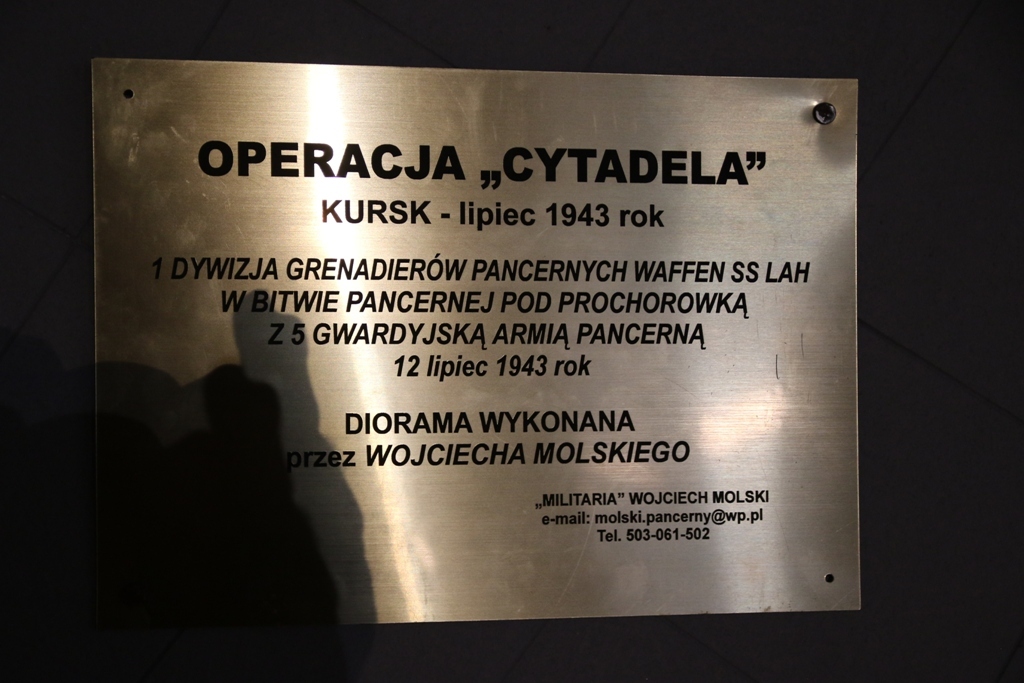 OPERACJA „CYTADELA”
KURSK - lipiec 1943 rok
1 DYWIZJA GRENADIERÓW PANCERNYCH WAFFEN SS LAH
W BITWIE PANCERNEJ POD PROCHOROWKĄ
Z 5 GWARDYJSKĄ ARMIĄ PANCERNĄ
12 lipiec 1943 rok
DIORAMA WYKONANA
przez WOJCIECHA MOLSKIEGO
„MILITARIA” WOJCIECH MOLSKI
e-mail: molski.pancerny@wp.pl
Tel. 503-061-502